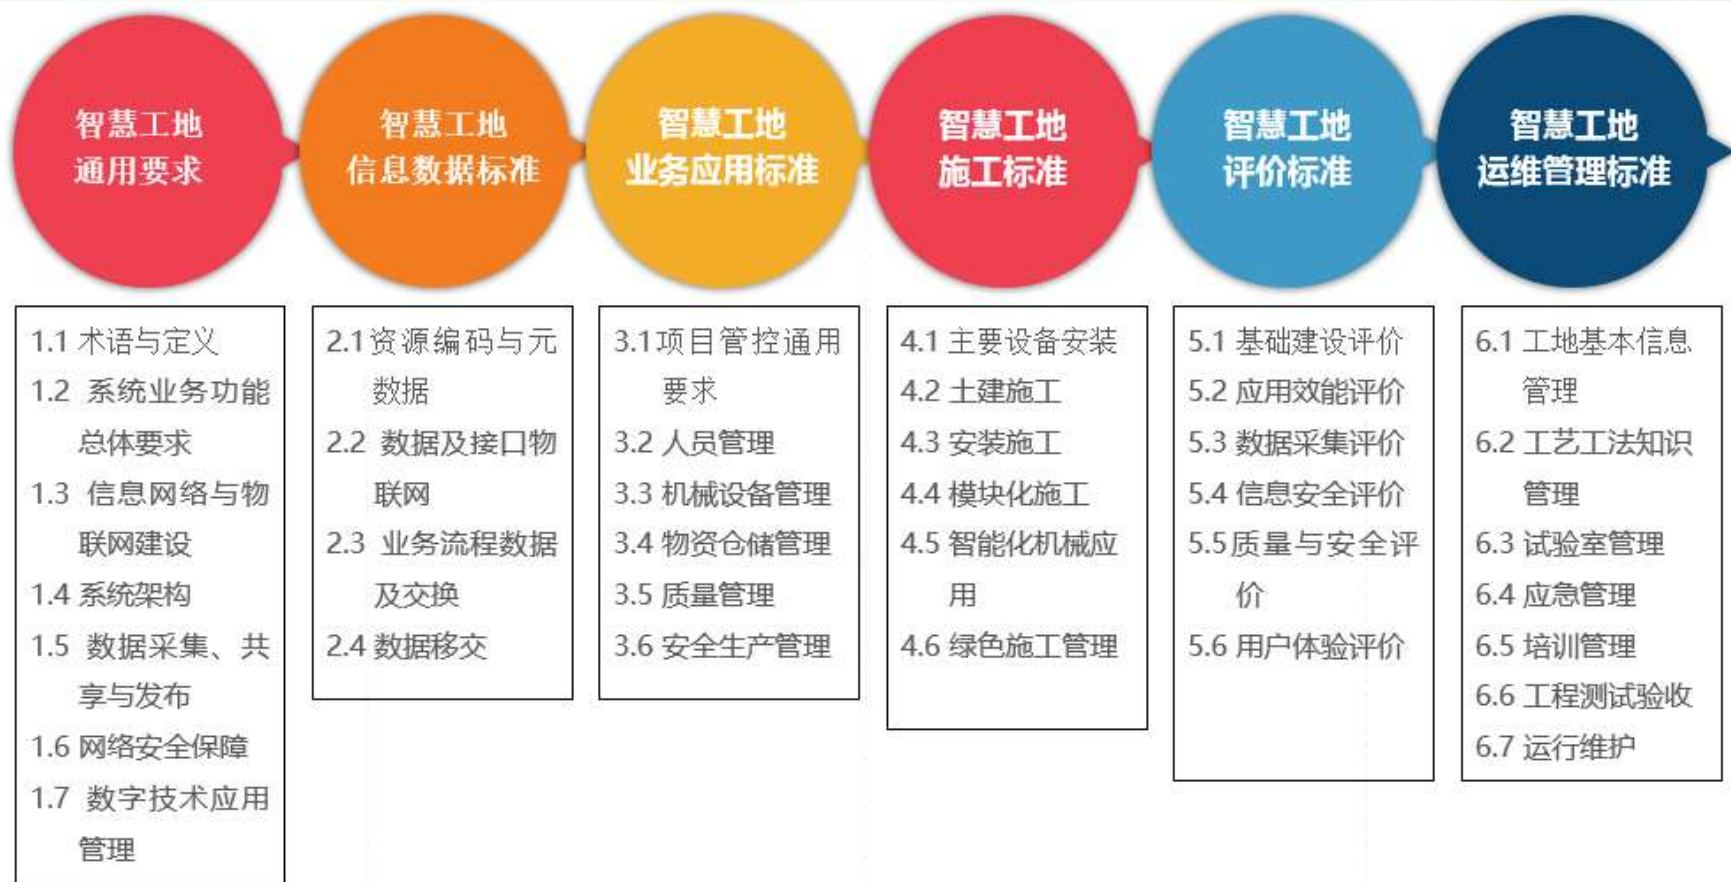 智慧工地
通用要求
智慧工地
信息数据标准
智慧工地
业务应用标准
智慧工地
施工标准
智慧工地
评价标准
智慧工地
运维管理标准
1.1 术语与定义
1.2 系统业务功能
总体要求
1.3 信息网络与物
联网建设
1.4 系统架构
1.5 数据采集、共
享与发布
1.6 网络安全保障
1.7 数字技术应用
管理
2.1资源编码与元
数据
2.2 数据及接口物
联网
2.3 业务流程数据
及交换
2.4 数据移交
3.1项目管控通用
要求
3.2 人员管理
3.3 机械设备管理
3.4 物资仓储管理
3.5 质量管理
3.6 安全生产管理
4.1 主要设备安装
4.2 土建施工
4.3 安装施工
4.4 模块化施工
4.5 智能化机械应
用
4.6 绿色施工管理
5.1 基础建设评价
5.2 应用效能评价
5.3 数据采集评价
5.4 信息安全评价
5.5质量与安全评
价
5.6 用户体验评价
6.1 工地基本信息
管理
6.2 工艺工法知识
管理
6.3 试验室管理
6.4 应急管理
6.5 培训管理
6.6 工程测试验收
6.7 运行维护